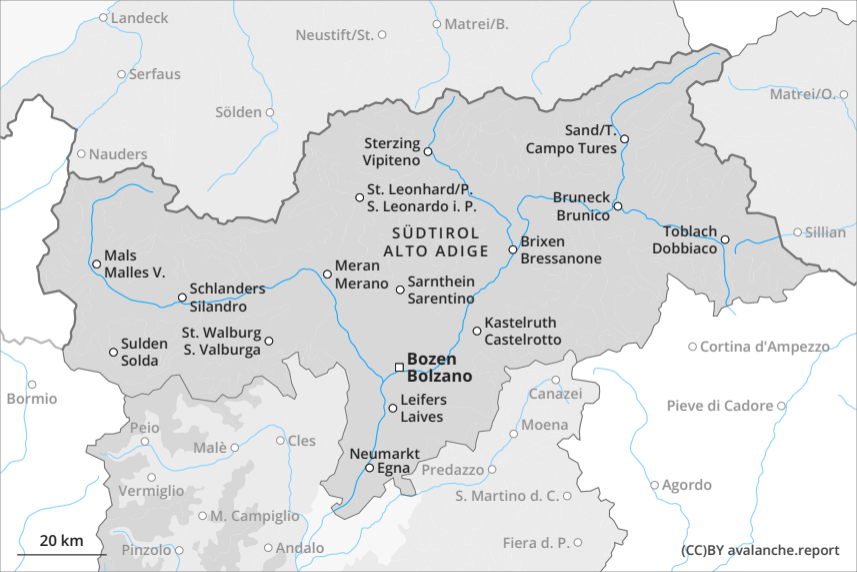 Landeck
Matrei/B.
Neustift/St.
Serfaus
Matrei/O.
Sölden
Sand/T.
Campo Tures
Sterzing
Vipiteno
Nauders
St. Leonhard/P.
S. Leonardo i. P.
Bruneck
Brunico
SÜDTIROL
ALTO ADIGE
Toblach
Dobbiaco
Sillian
Brixen
Bressanone
Mals
Malles V.
Meran
Merano
Sarnthein
Sarentino
Schlanders
Silandro
Kastelruth
Castelrotto
St. Walburg
S. Valburga
Sulden
Solda
Cortina d'Ampezzo
Bozen
Bolzano
Bormio
Canazei
Leifers
Laives
Pieve di Cadore
Peio
Moena
Cles
Malè
Neumarkt
Egna
Predazzo
Vermiglio
Agordo
S. Martino d. C.
M. Campiglio
20 km
Pinzolo
Andalo
Fiera d. P.
(CC)BY avalanche.report